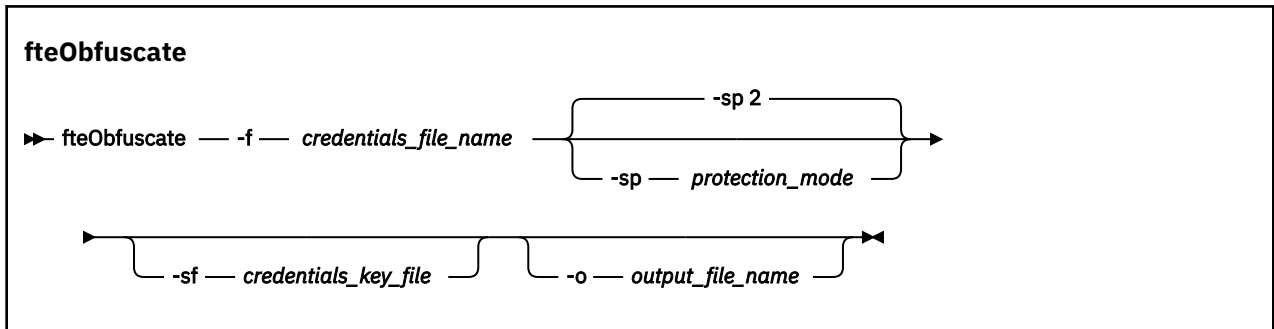 fteObfuscate
-sp 2
fteObfuscate -f credentials_file_name
-sp protection_mode
-sf credentials_key_file -o output_file_name